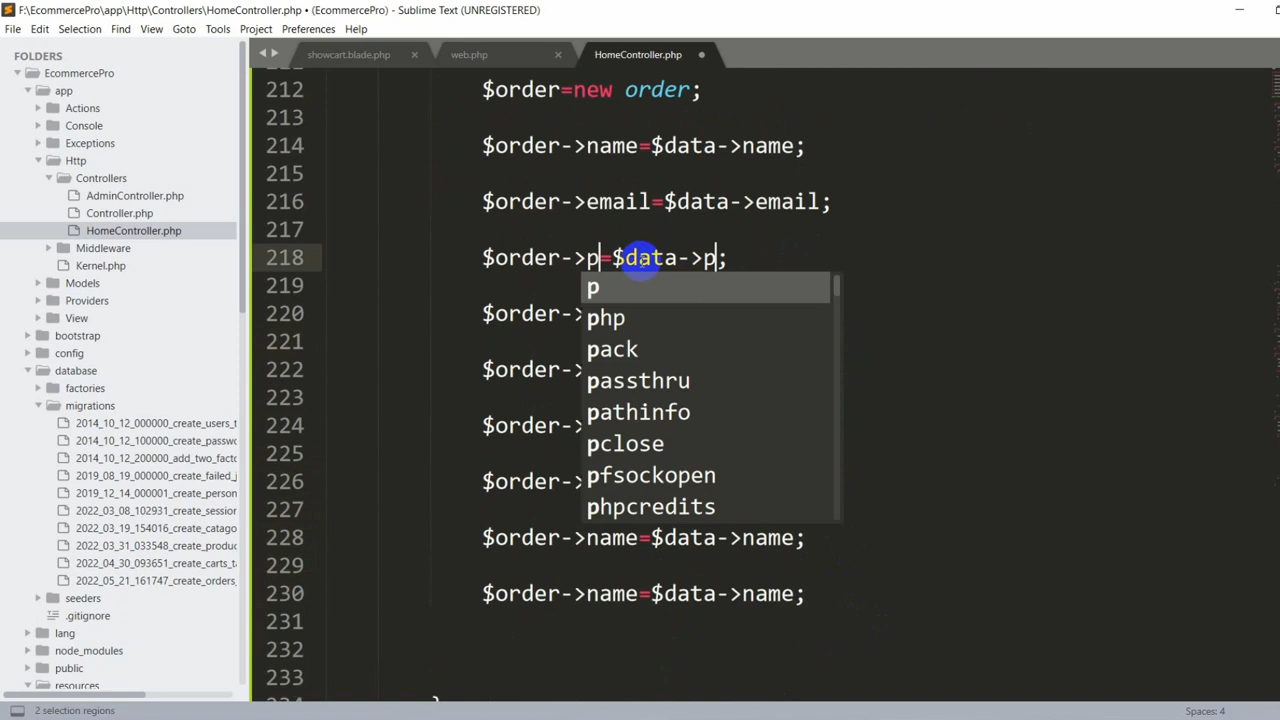 F:\EcommercePro\app\Http\Controllers\HomeController.php • (EcommercePro) - Sublime Text (UNREGISTERED)
File Edit Selection Find View Goto Tools Project Preferences Help
FOLDERS
EcommercePro
app
Actions
Console
Exceptions
Http
Controllers
AdminController.php
Controller.php
HomeController.php
Middleware
Kernel.php
Models
Providers
View
bootstrap
config
database
factories
migrations
2014_10_12_000000_create_users_t
2014_10_12_100000_create_passwo
2014_10_12_200000_add_two_facto
2019_08_19_000000_create_failed_j
2019_12_14_000001_create_person
2022_03_08_102931_create_session
2022_03_19_154016_create_catago
2022_03_31_033548_create_produc
2022_04_30_093651_create_carts_ta
2022_05_21_161747_create_orders_
seeders
.gitignore
lang
node_modules
public
resources
showcart.blade.php × web.php × HomeController.php
212 $order=new order;
213
214 $order->name=$data->name;
215
216 $order->email=$data->email;
217
218 $order->p=$data->p;
219
220 $order->
221
222 $order->
223
224 $order->
225
226 $order->
227
228 $order->name=$data->name;
229
230 $order->name=$data->name;
231
232
233
p
php
pack
passthru
pathinfo
pclose
pfsockopen
phpcredits
2 selection regions
Spaces: 4